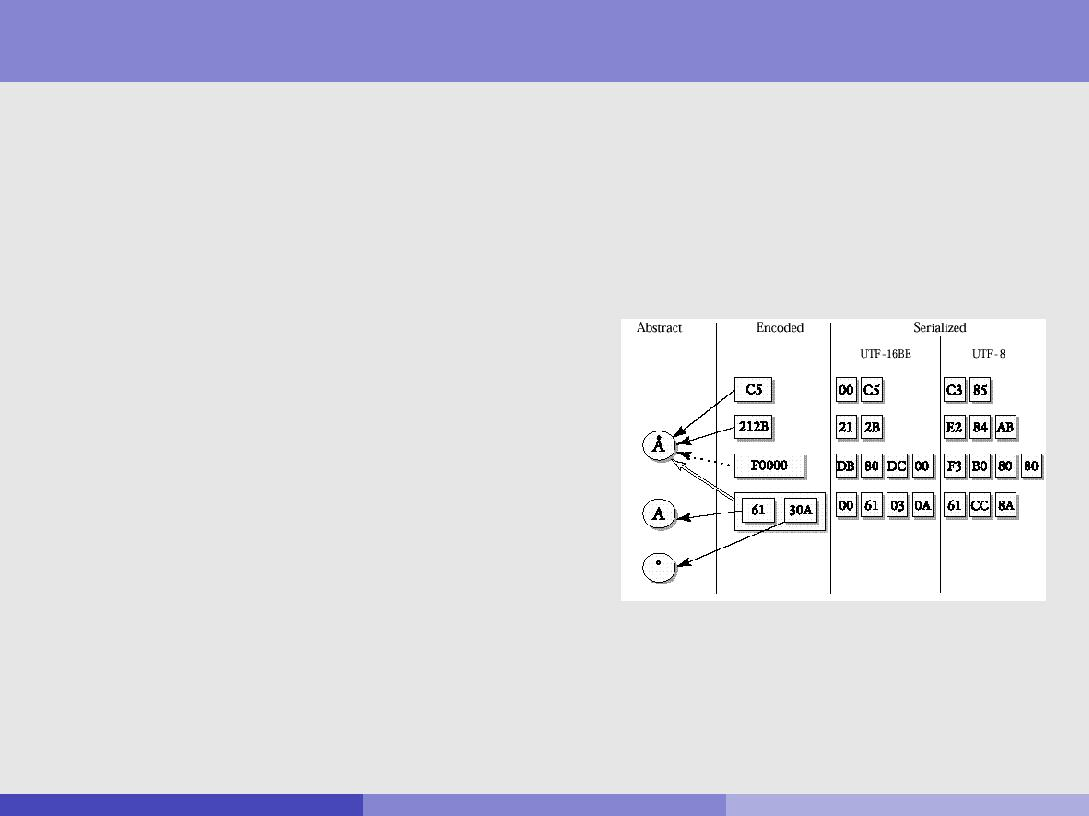 Abstract Encoded Serialized
UTF-16BE UTF-8
C5 00 C5 C3 85
212B 21 2B E2 84 AB
Å
F0000 DB 80 DC 00 F3 B0 80 80
A 61 30A 00 61 03 0A 61 CC 8A
°